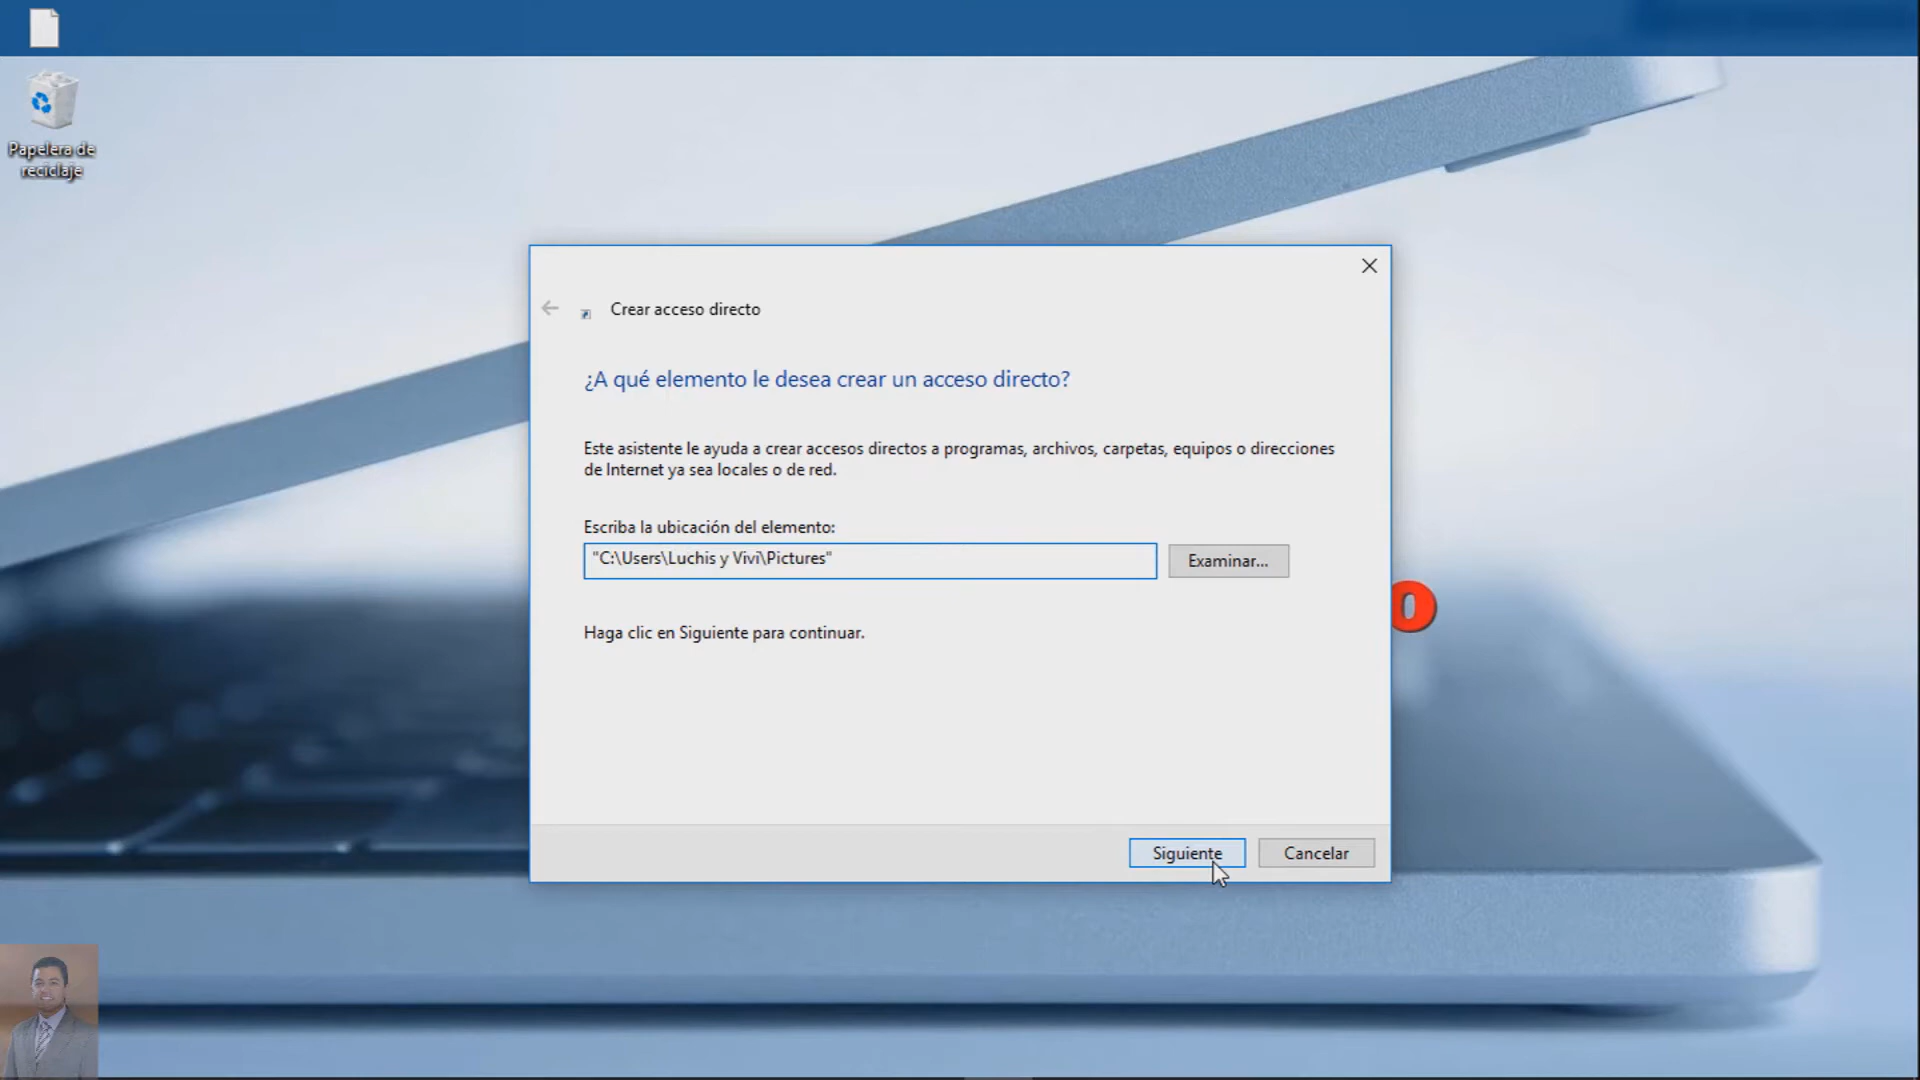 Papelera de
reciclaje
Crear acceso directo
¿A qué elemento le desea crear un acceso directo?
Este asistente le ayuda a crear accesos directos a programas, archivos, carpetas, equipos o direcciones
de Internet ya sea locales o de red.
Escriba la ubicación del elemento:
"C:\Users\Luchis y Vivi\Pictures"
Examinar...
o
Haga clic en Siguiente para continuar.
Siguiente
Cancelar